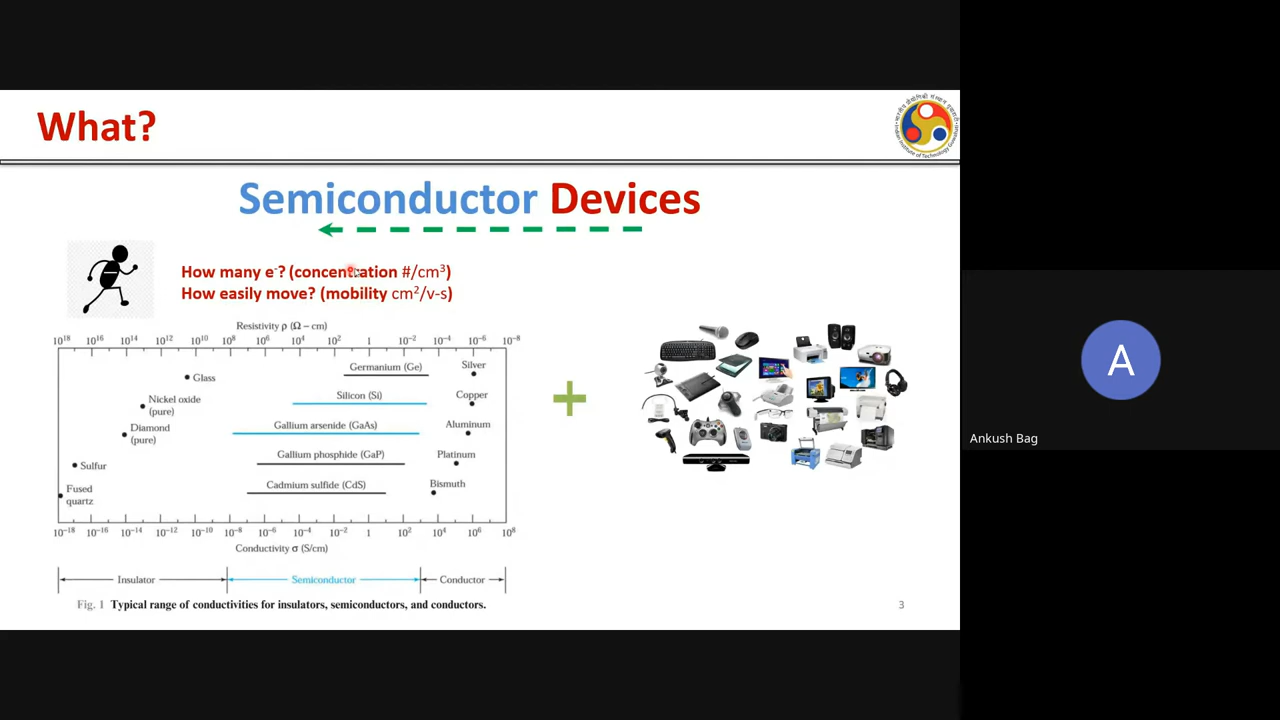 What?
Semiconductor Devices
How many e⁻? (concentration #/cm³)
How easily move? (mobility cm²/v-s)
Resistivity ρ (Ω – cm)
10¹⁸ 10¹⁶ 10¹⁴ 10¹² 10¹⁰ 10⁸ 10⁶ 10⁴ 10² 1 10⁻² 10⁻⁴ 10⁻⁶ 10⁻⁸
Germanium (Ge)
Silver
Glass
Silicon (Si)
Copper
Nickel oxide
(pure)
Gallium arsenide (GaAs)
Aluminum
Diamond
(pure)
Gallium phosphide (GaP)
Platinum
Sulfur
Cadmium sulfide (CdS)
Bismuth
Fused
quartz
10⁻¹⁸ 10⁻¹⁶ 10⁻¹⁴ 10⁻¹² 10⁻¹⁰ 10⁻⁸ 10⁻⁶ 10⁻⁴ 10⁻² 1 10² 10⁴ 10⁶ 10⁸
Conductivity σ (S/cm)
Insulator Semiconductor Conductor
Fig. 1 Typical range of conductivities for insulators, semiconductors, and conductors.
3
A
Ankush Bag